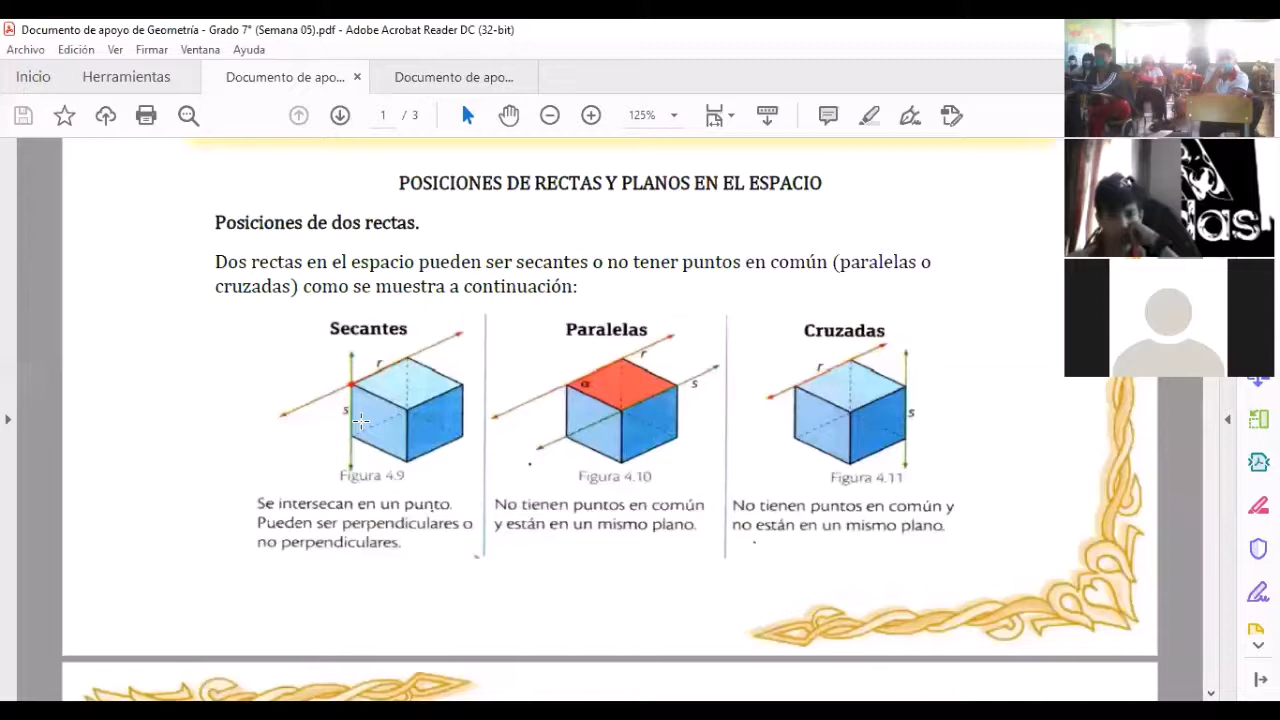 Documento de apoyo de Geometría - Grado 7° (Semana 05).pdf - Adobe Acrobat Reader DC (32-bit)
Archivo Edición Ver Firmar Ventana Ayuda
Inicio Herramientas Documento de apo... × Documento de apo...
1 / 3 125%
POSICIONES DE RECTAS Y PLANOS EN EL ESPACIO
Posiciones de dos rectas.
Dos rectas en el espacio pueden ser secantes o no tener puntos en común (paralelas o
cruzadas) como se muestra a continuación:
Secantes
r
s
Figura 4.9
Se intersecan en un punto.
Pueden ser perpendiculares o
no perpendiculares.
Paralelas
r
α
s
Figura 4.10
No tienen puntos en común
y están en un mismo plano.
Cruzadas
r
s
Figura 4.11
No tienen puntos en común y
no están en un mismo plano.
das